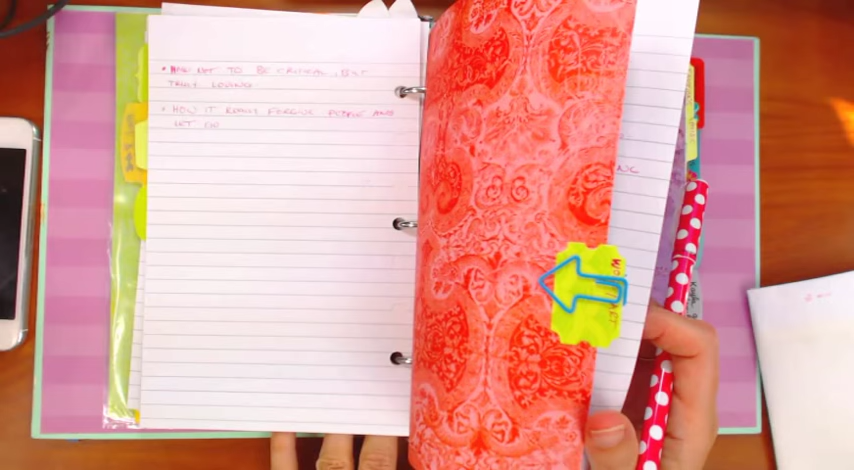 • HOW NOT TO BE CRITICAL, BUT
TRULY LOVING
• HOW IT REALLY FORGIVE PEOPLE AND
LET GO